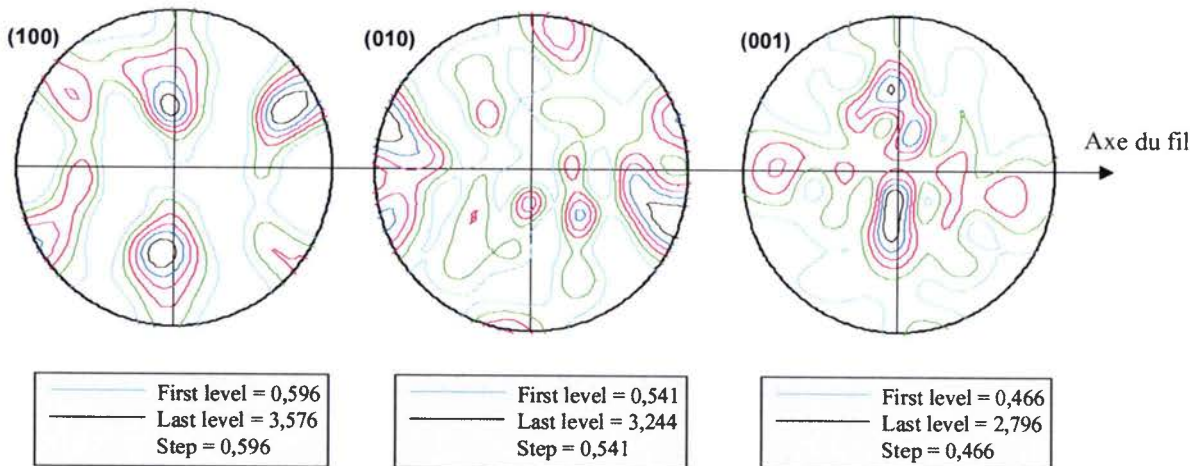 (100)
(010)
(001)
Axe du fil
First level = 0,596
Last level = 3,576
Step = 0,596
First level = 0,541
Last level = 3,244
Step = 0,541
First level = 0,466
Last level = 2,796
Step = 0,466